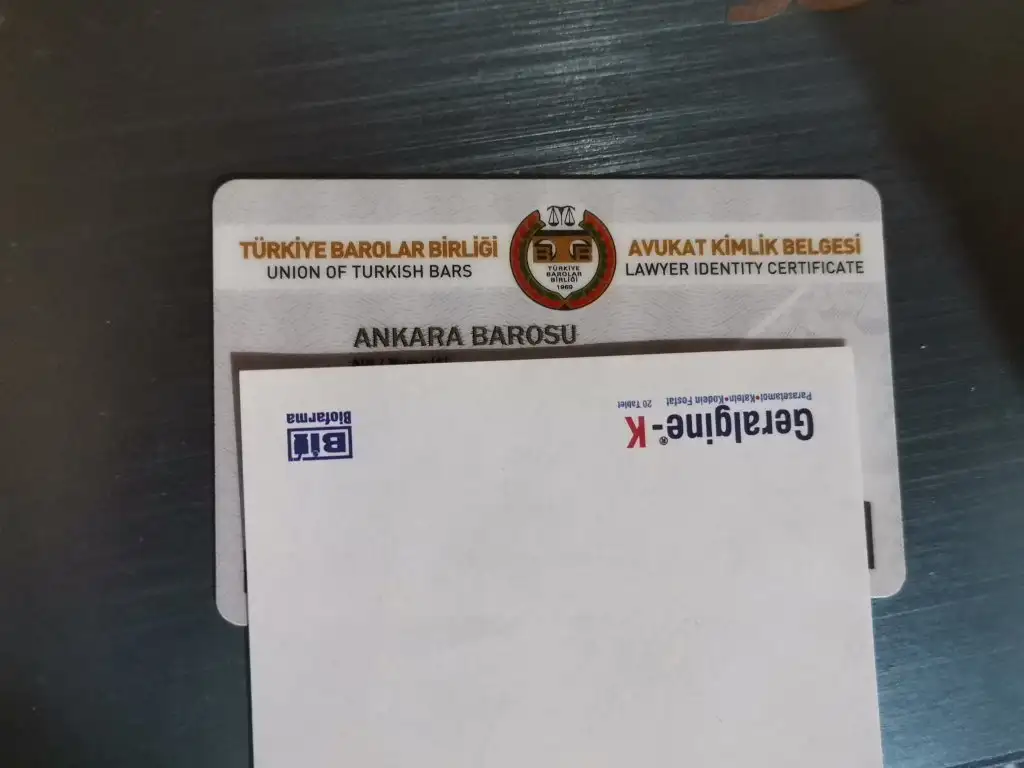 TÜRKİYE BAROLAR BİRLİĞİ
UNION OF TURKISH BARS
TÜRKİYE
BAROLAR
BİRLİĞİ
1969
AVUKAT KİMLİK BELGESİ
LAWYER IDENTITY CERTIFICATE
ANKARA BAROSU
Geralgine®-K
Parasetamol•Kafein•Kodein Fosfat 20 Tablet
Biofarma